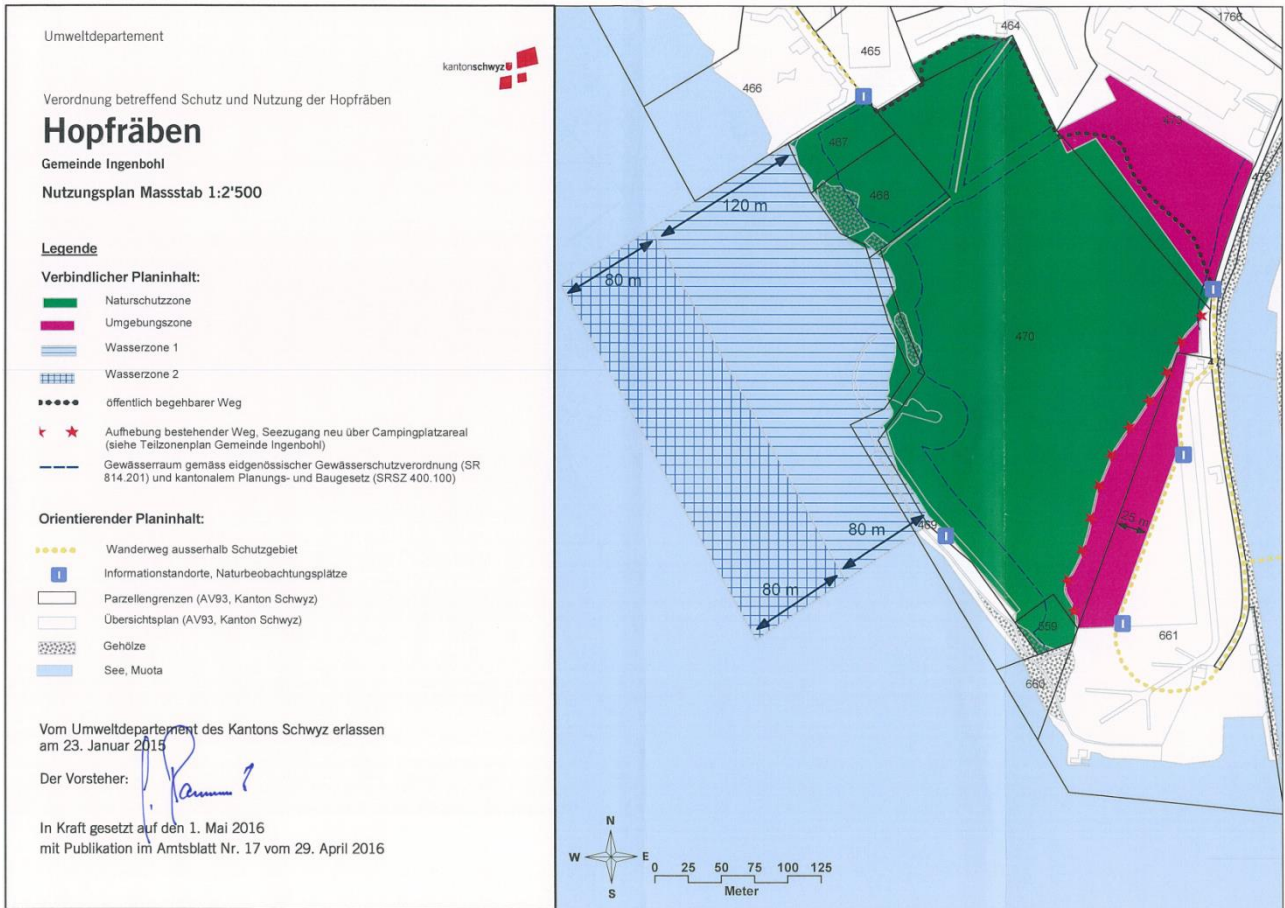 Umweltdepartement
kantonschwyz
Verordnung betreffend Schutz und Nutzung der Hopfräben
Hopfräben
Gemeinde Ingenbohl
Nutzungsplan Massstab 1:2'500
Legende
Verbindlicher Planinhalt:
Naturschutzzone
Umgebungszone
Wasserzone 1
Wasserzone 2
öffentlich begehbarer Weg
Aufhebung bestehender Weg, Seezugang neu über Campingplatzareal
(siehe Teilzonenplan Gemeinde Ingenbohl)
Gewässerraum gemäss eidgenössischer Gewässerschutzverordnung (SR
814.201) und kantonalem Planungs- und Baugesetz (SRSZ 400.100)
Orientierender Planinhalt:
Wanderweg ausserhalb Schutzgebiet
I Informationstandorte, Naturbeobachtungsplätze
Parzellengrenzen (AV93, Kanton Schwyz)
Übersichtsplan (AV93, Kanton Schwyz)
Gehölze
See, Muota
Vom Umweltdepartement des Kantons Schwyz erlassen
am 23. Januar 2015
Der Vorsteher:
In Kraft gesetzt auf den 1. Mai 2016
mit Publikation im Amtsblatt Nr. 17 vom 29. April 2016
464
1766
465
466
I
467
468
120 m
80 m
I
470
I
25 m
469
I
80 m
80 m
559
I
661
660
N
W E
S
0 25 50 75 100 125
Meter